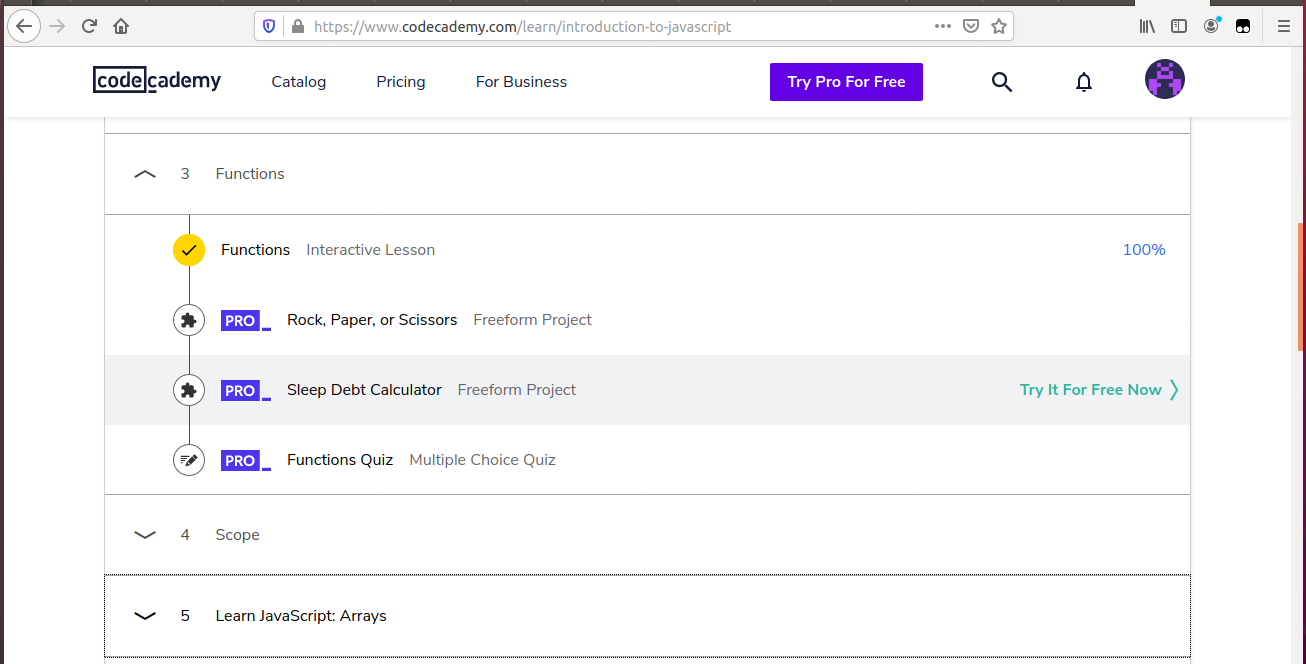 https://www.codecademy.com/learn/introduction-to-javascript
codecademy Catalog Pricing For Business Try Pro For Free
3 Functions
Functions Interactive Lesson 100%
PRO Rock, Paper, or Scissors Freeform Project
PRO Sleep Debt Calculator Freeform Project Try It For Free Now
PRO Functions Quiz Multiple Choice Quiz
4 Scope
5 Learn JavaScript: Arrays